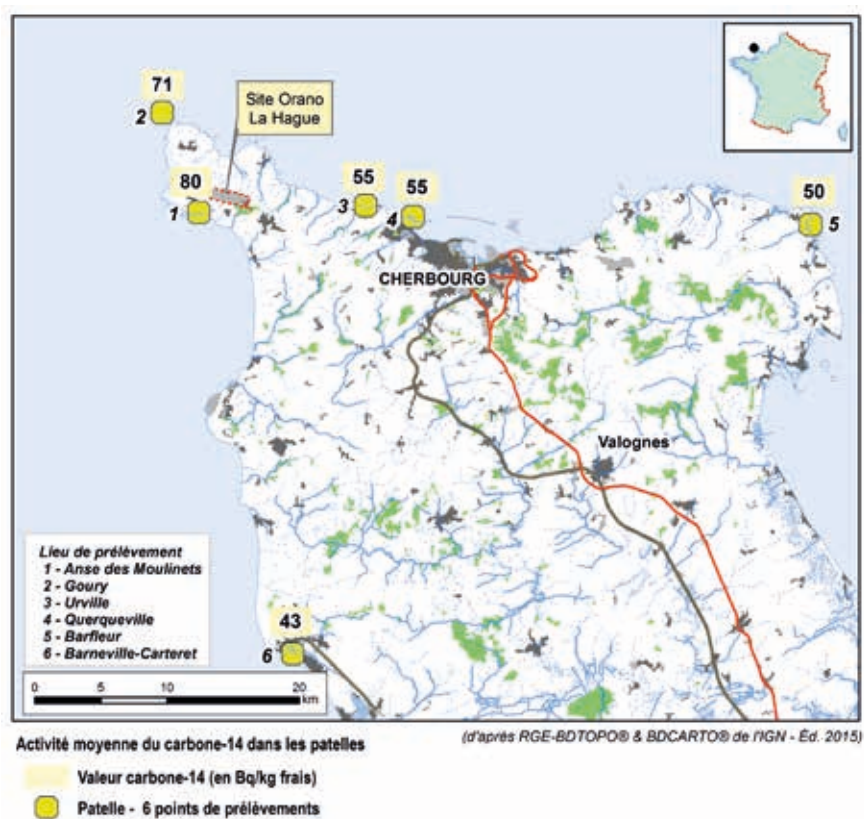 71
2
Site Orano
La Hague
80
1
55
3
55
4
50
5
CHERBOURG
Valognes
Lieu de prélèvement
1 - Anse des Moulinets
2 - Goury
3 - Urville
4 - Querqueville
5 - Barfleur
6 - Barneville-Carteret
43
6
0 5 10 20
km
Activité moyenne du carbone-14 dans les patelles
(d'après RGE-BDTOPO® & BDCARTO® de l'IGN - Éd. 2015)
Valeur carbone-14 (en Bq/kg frais)
Patelle - 6 points de prélèvements